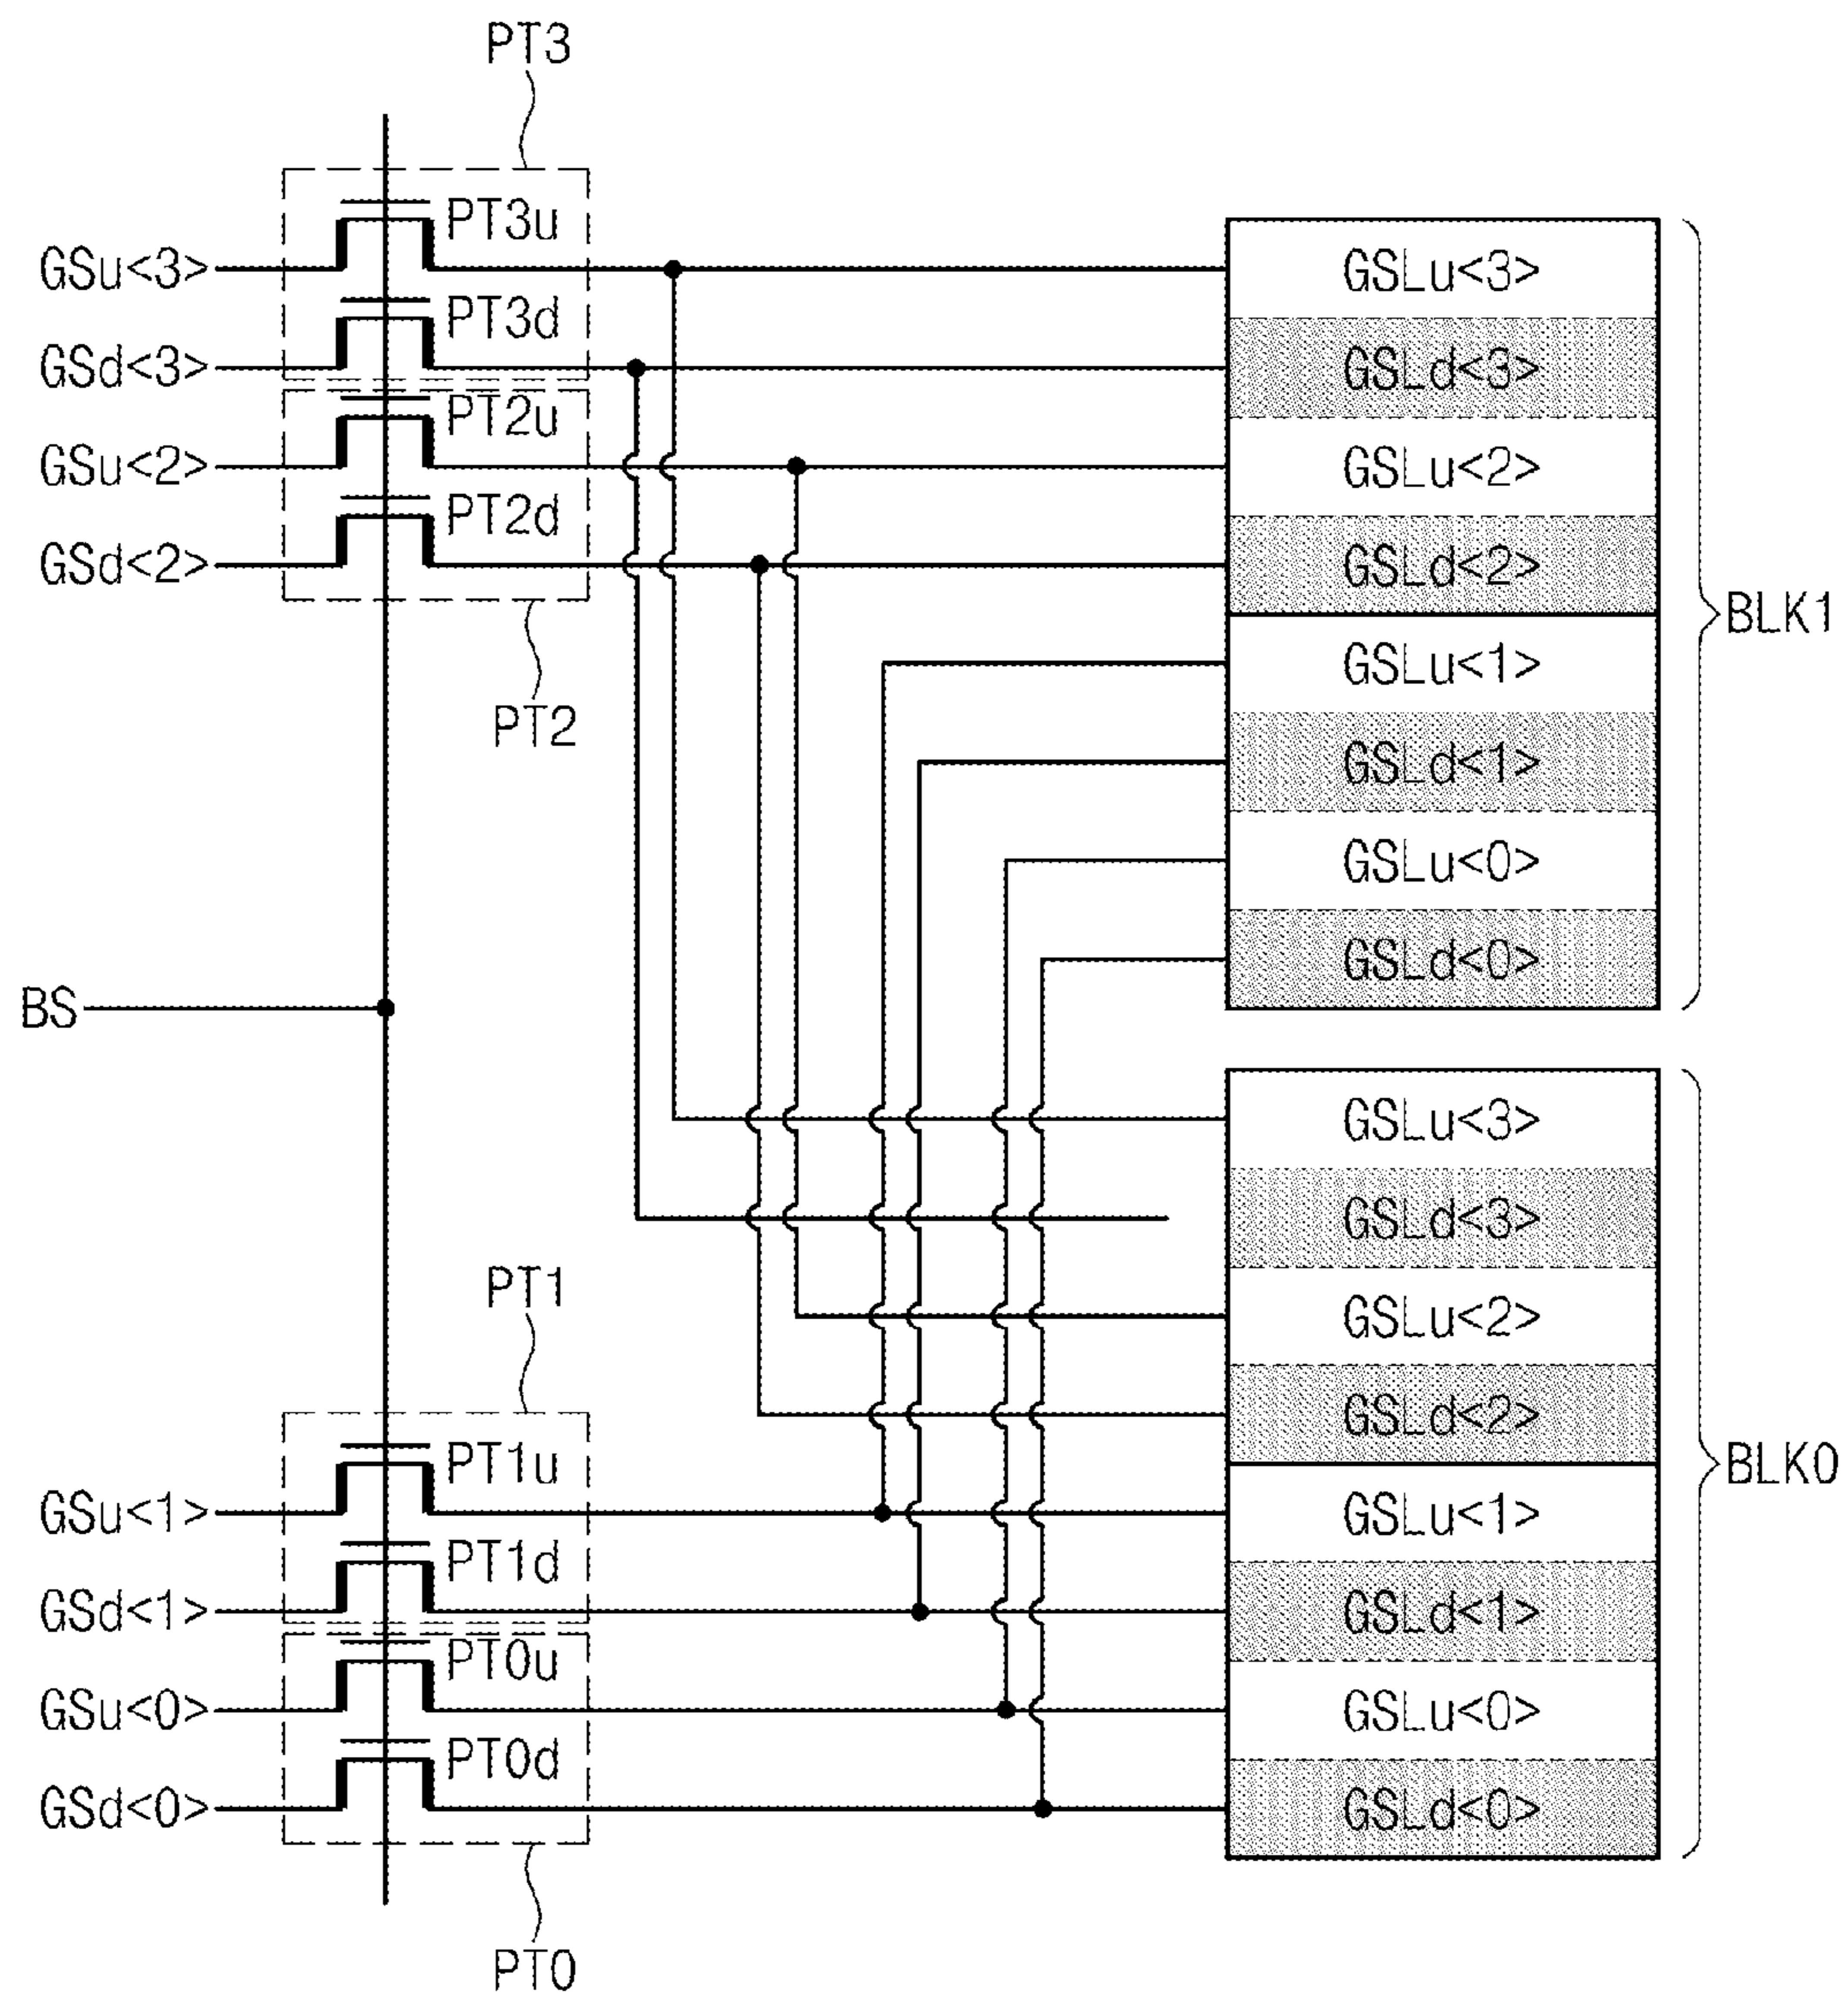 PT3
PT3u
GSu<3>
GSLu<3>
PT3d
GSd<3>
GSLd<3>
PT2u
GSu<2>
GSLu<2>
PT2d
GSd<2>
GSLd<2>
BLK1
GSLu<1>
PT2
GSLd<1>
GSLu<0>
GSLd<0>
BS
GSLu<3>
GSLd<3>
PT1
GSLu<2>
GSLd<2>
PT1u
BLK0
GSu<1>
GSLu<1>
PT1d
GSd<1>
GSLd<1>
PT0u
GSu<0>
GSLu<0>
PT0d
GSd<0>
GSLd<0>
PT0